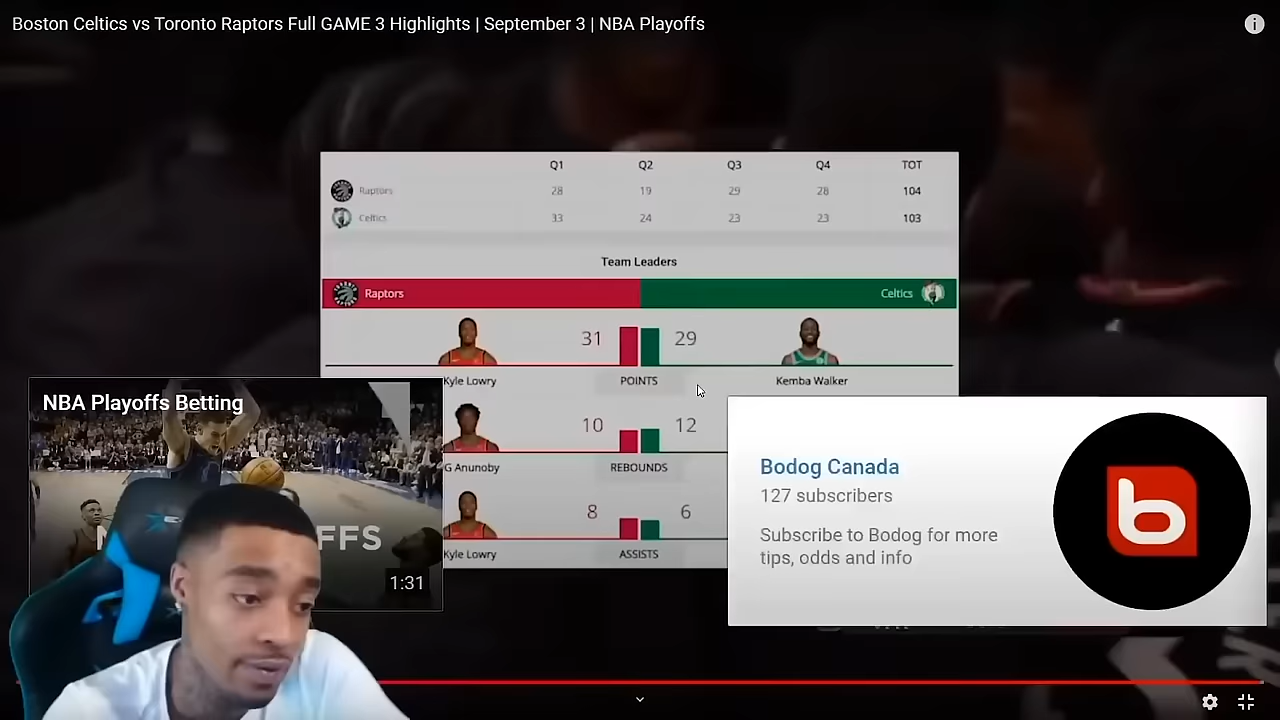 Boston Celtics vs Toronto Raptors Full GAME 3 Highlights | September 3 | NBA Playoffs
Q1 Q2 Q3 Q4 TOT
Raptors 28 19 29 28 104
Celtics 33 24 23 23 103
Team Leaders
Raptors Celtics
31 29
Kyle Lowry POINTS Kemba Walker
10 12
G Anunoby REBOUNDS
8 6
Kyle Lowry ASSISTS
NBA Playoffs Betting
FFS
1:31
Bodog Canada
127 subscribers
Subscribe to Bodog for more
tips, odds and info
b